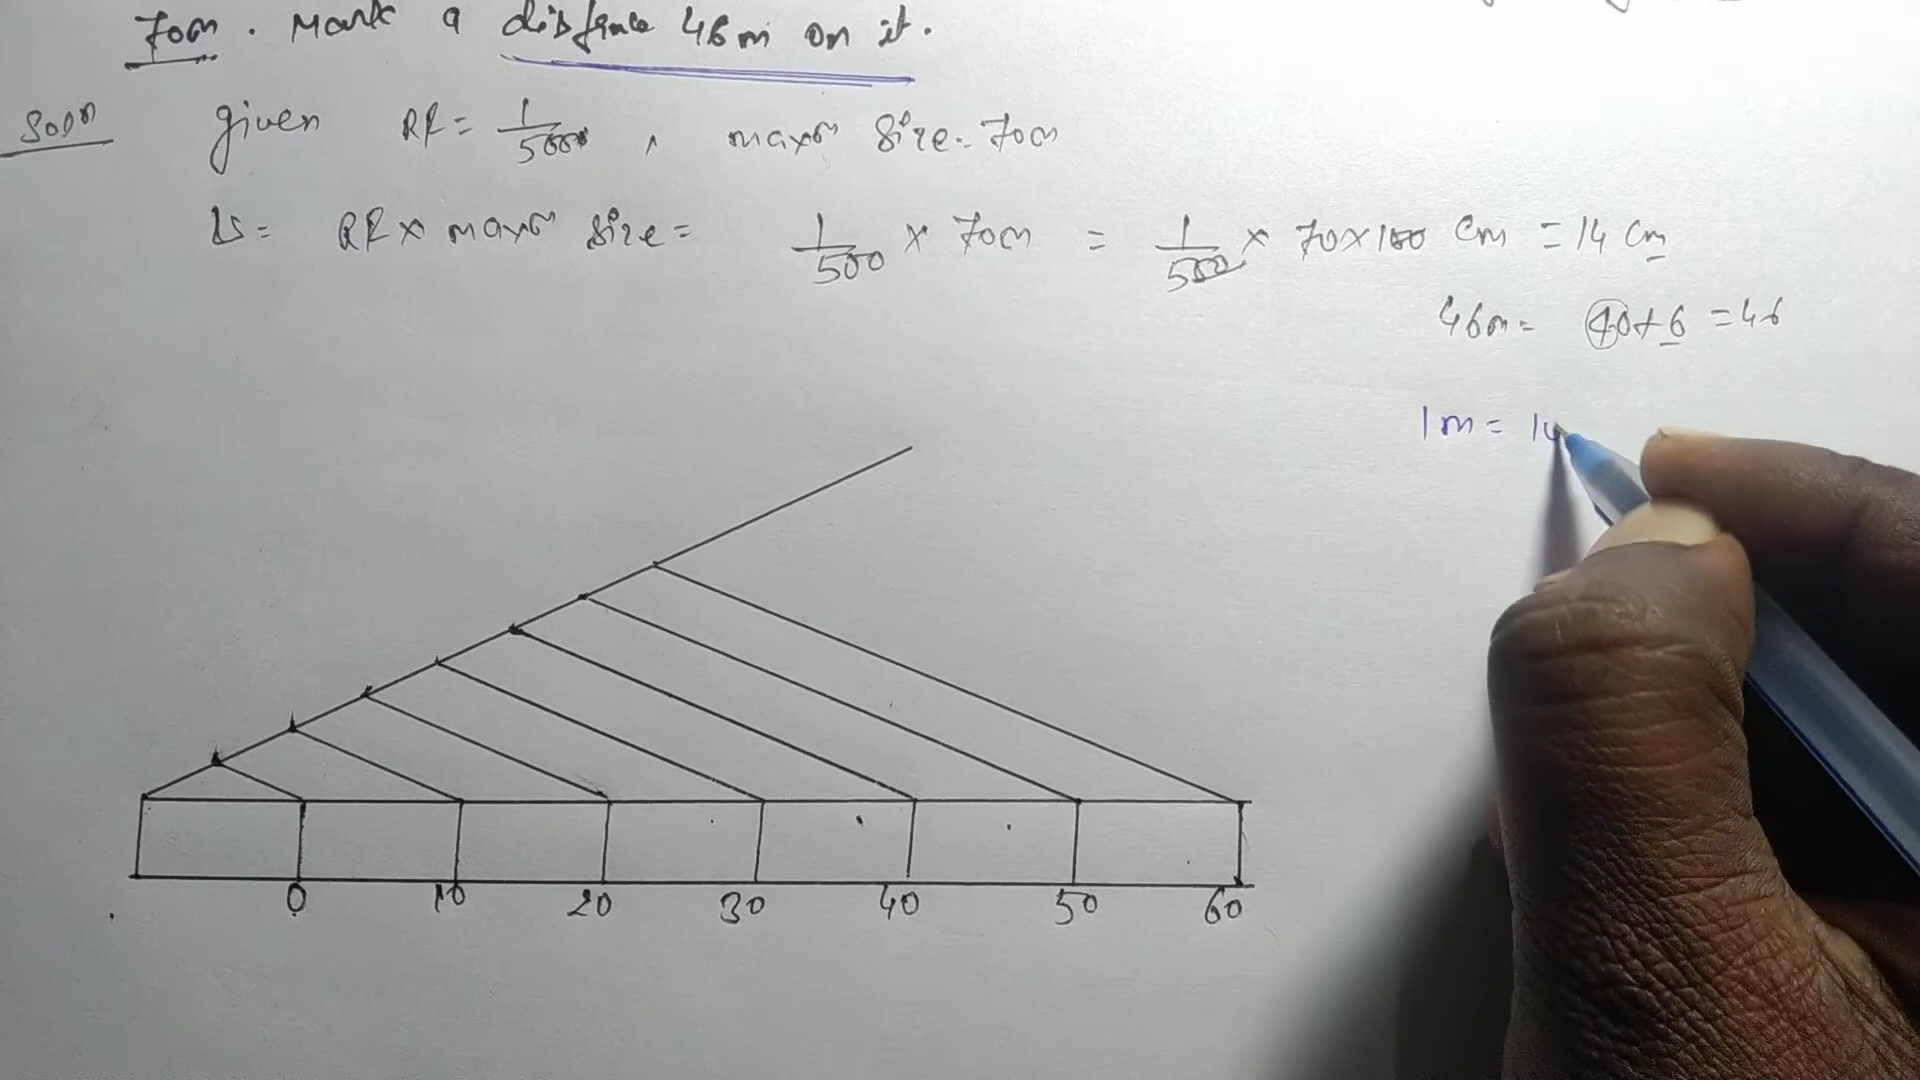 70m. Mark a distance 46m on it.
Soln given RF = 1/500 , maxm size = 70m
LS = RF × maxm size = 1/500 × 70m = 1/500 × 70×100 cm = 14 cm
46m = 40+6 = 46
1m = 14
0 10 20 30 40 50 60